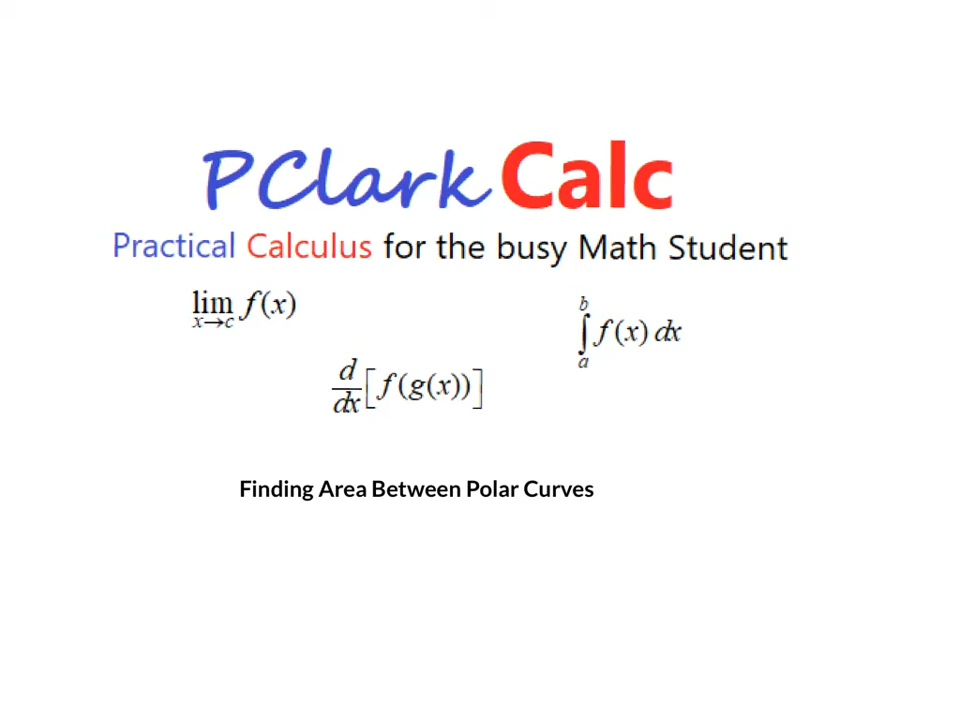 PClark Calc
Practical Calculus for the busy Math Student
lim f(x)
x→c
b
∫ f(x) dx
a
d
dx [f(g(x))]
Finding Area Between Polar Curves